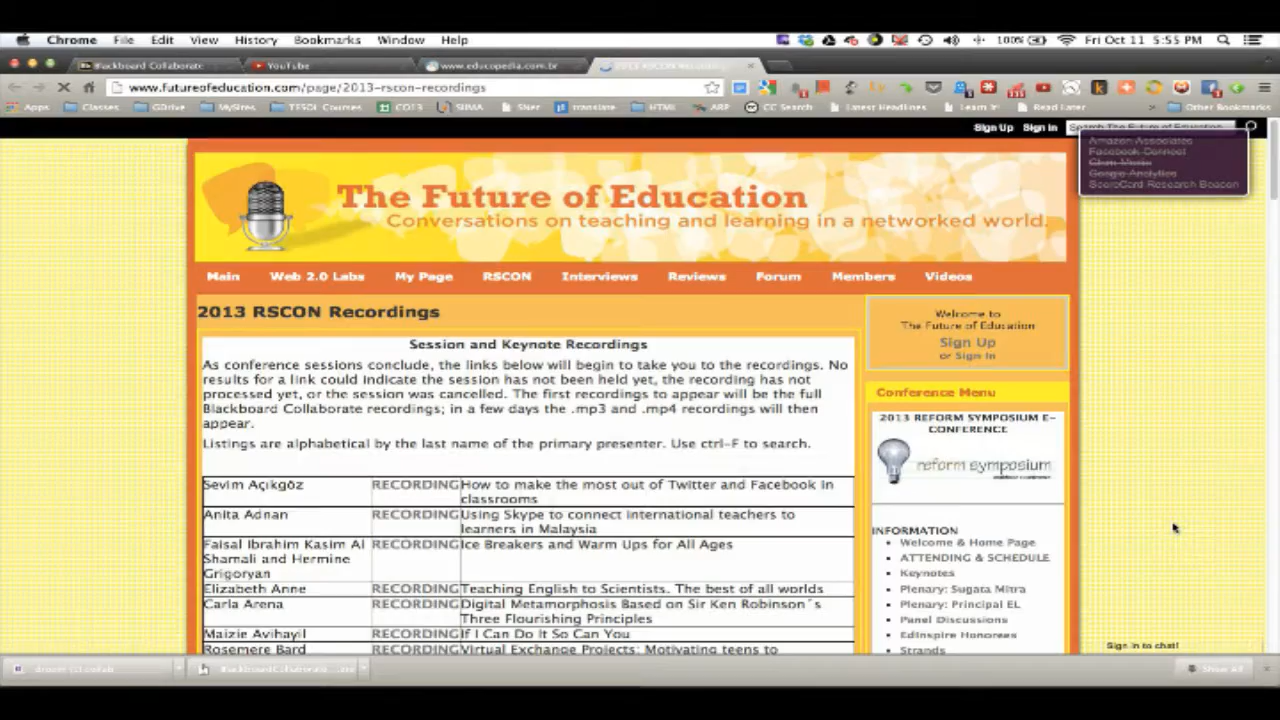 Chrome File Edit View History Bookmarks Window Help 100% Fri Oct 11 5:55 PM
Blackboard Collaborate YouTube www.educopedia.com.br 2013 RSCON Recording
www.futureofeducation.com/page/2013-rscon-recordings
Apps Classes GDrive MySites TESOL Courses CO13 SUMA translate HTML ARP CC Search Latest Headlines Learn It! Read Later Other Bookmarks
Sign Up Sign In Search The Future of Education
Amazon Associates
Facebook Connect
Google Analytics
ScoreCard Research Beacon
The Future of Education
Conversations on teaching and learning in a networked world.
Main Web 2.0 Labs My Page RSCON Interviews Reviews Forum Members Videos
2013 RSCON Recordings
Session and Keynote Recordings
As conference sessions conclude, the links below will begin to take you to the recordings. No
results for a link could indicate the session has not been held yet, the recording has not
processed yet, or the session was cancelled. The first recordings to appear will be the full
Blackboard Collaborate recordings; in a few days the .mp3 and .mp4 recordings will then
appear.
Listings are alphabetical by the last name of the primary presenter. Use ctrl-F to search.
Sevim Açıkgöz RECORDING How to make the most out of Twitter and Facebook in
classrooms
Anita Adnan RECORDING Using Skype to connect international teachers to
learners in Malaysia
Faisal Ibrahim Kasim Al RECORDING Ice Breakers and Warm Ups for All Ages
Shamali and Hermine
Grigoryan
Elizabeth Anne RECORDING Teaching English to Scientists. The best of all worlds
Carla Arena RECORDING Digital Metamorphosis Based on Sir Ken Robinson´s
Three Flourishing Principles
Maizie Avihayil RECORDING If I Can Do It So Can You
Rosemere Bard RECORDING Virtual Exchange Projects: Motivating teens to
Welcome to
The Future of Education
Sign Up
or Sign In
Conference Menu
2013 REFORM SYMPOSIUM E-
CONFERENCE
reform symposium
INFORMATION
Welcome & Home Page
ATTENDING & SCHEDULE
Keynotes
Plenary: Sugata Mitra
Plenary: Principal EL
Panel Discussions
EdInspire Honorees
Strands
Sign in to chat!
Show All